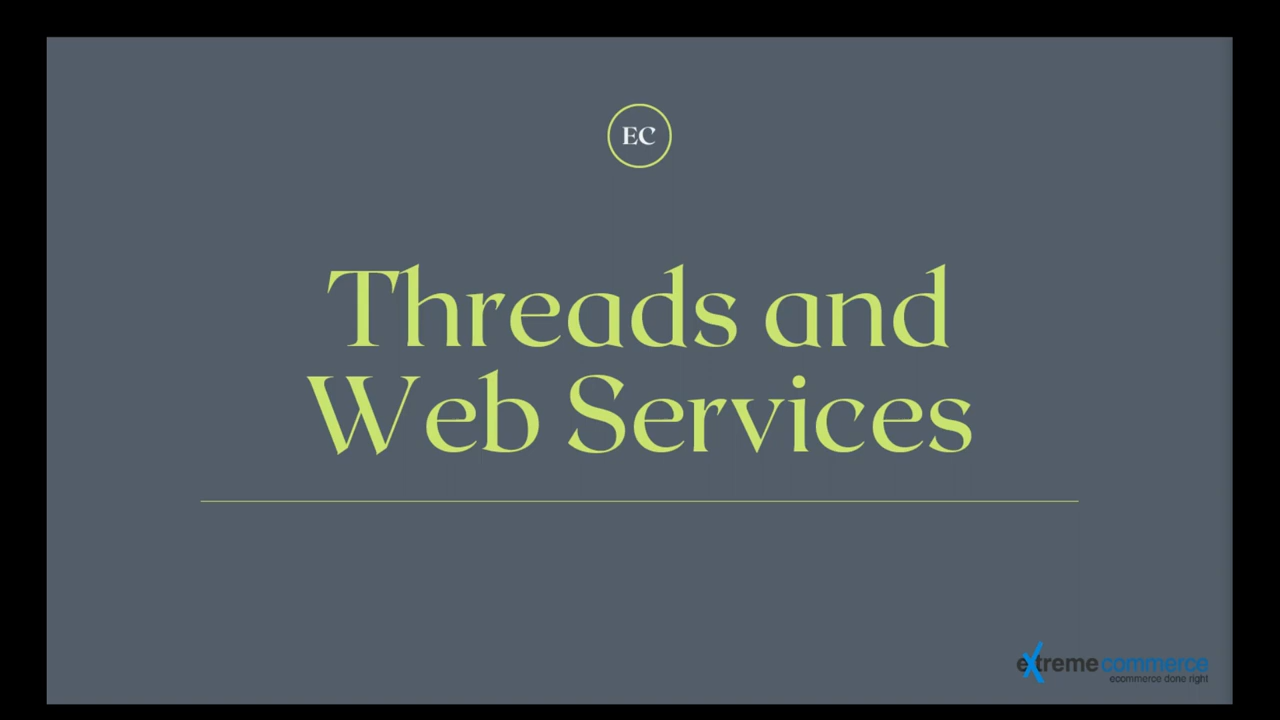 EC
Threads and
Web Services
extreme commerce
ecommerce done right